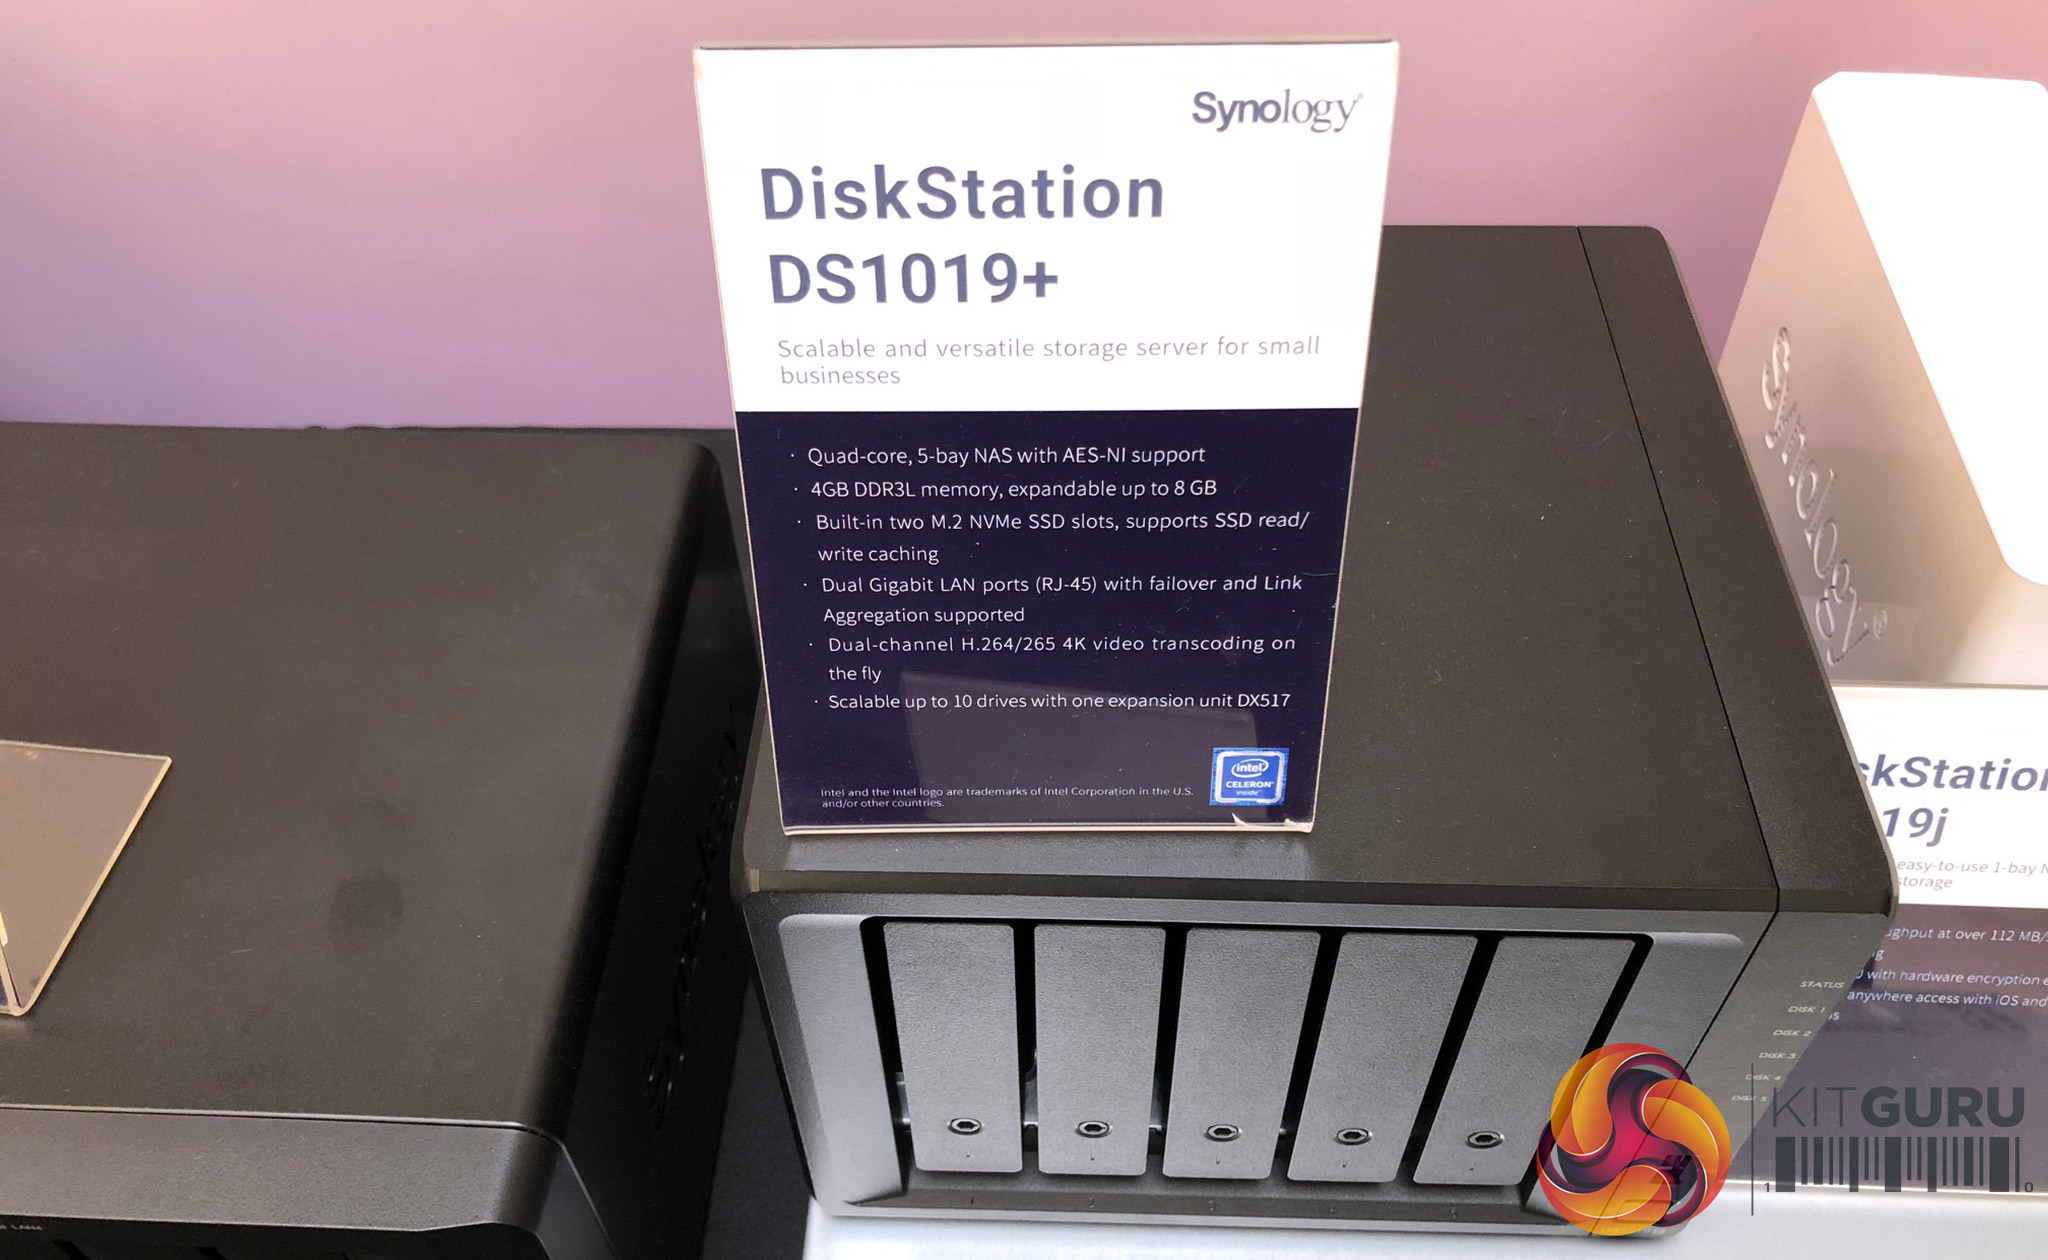 Synology®
DiskStation
DS1019+
Scalable and versatile storage server for small
businesses
· Quad-core, 5-bay NAS with AES-NI support
· 4GB DDR3L memory, expandable up to 8 GB
· Built-in two M.2 NVMe SSD slots, supports SSD read/
write caching
· Dual Gigabit LAN ports (RJ-45) with failover and Link
Aggregation supported
· Dual-channel H.264/265 4K video transcoding on
the fly
· Scalable up to 10 drives with one expansion unit DX517
Intel and the Intel logo are trademarks of Intel Corporation in the U.S.
and/or other countries.
intel
CELERON®
inside
Synology®
Synology
19j
easy-to-use 1-bay
storage
at over 112
with hardware encryption
anywhere access with iOS and
STATUS
DISK 1
DISK 2
DISK 3
DISK 4
DISK 5
KITGURU
1 0